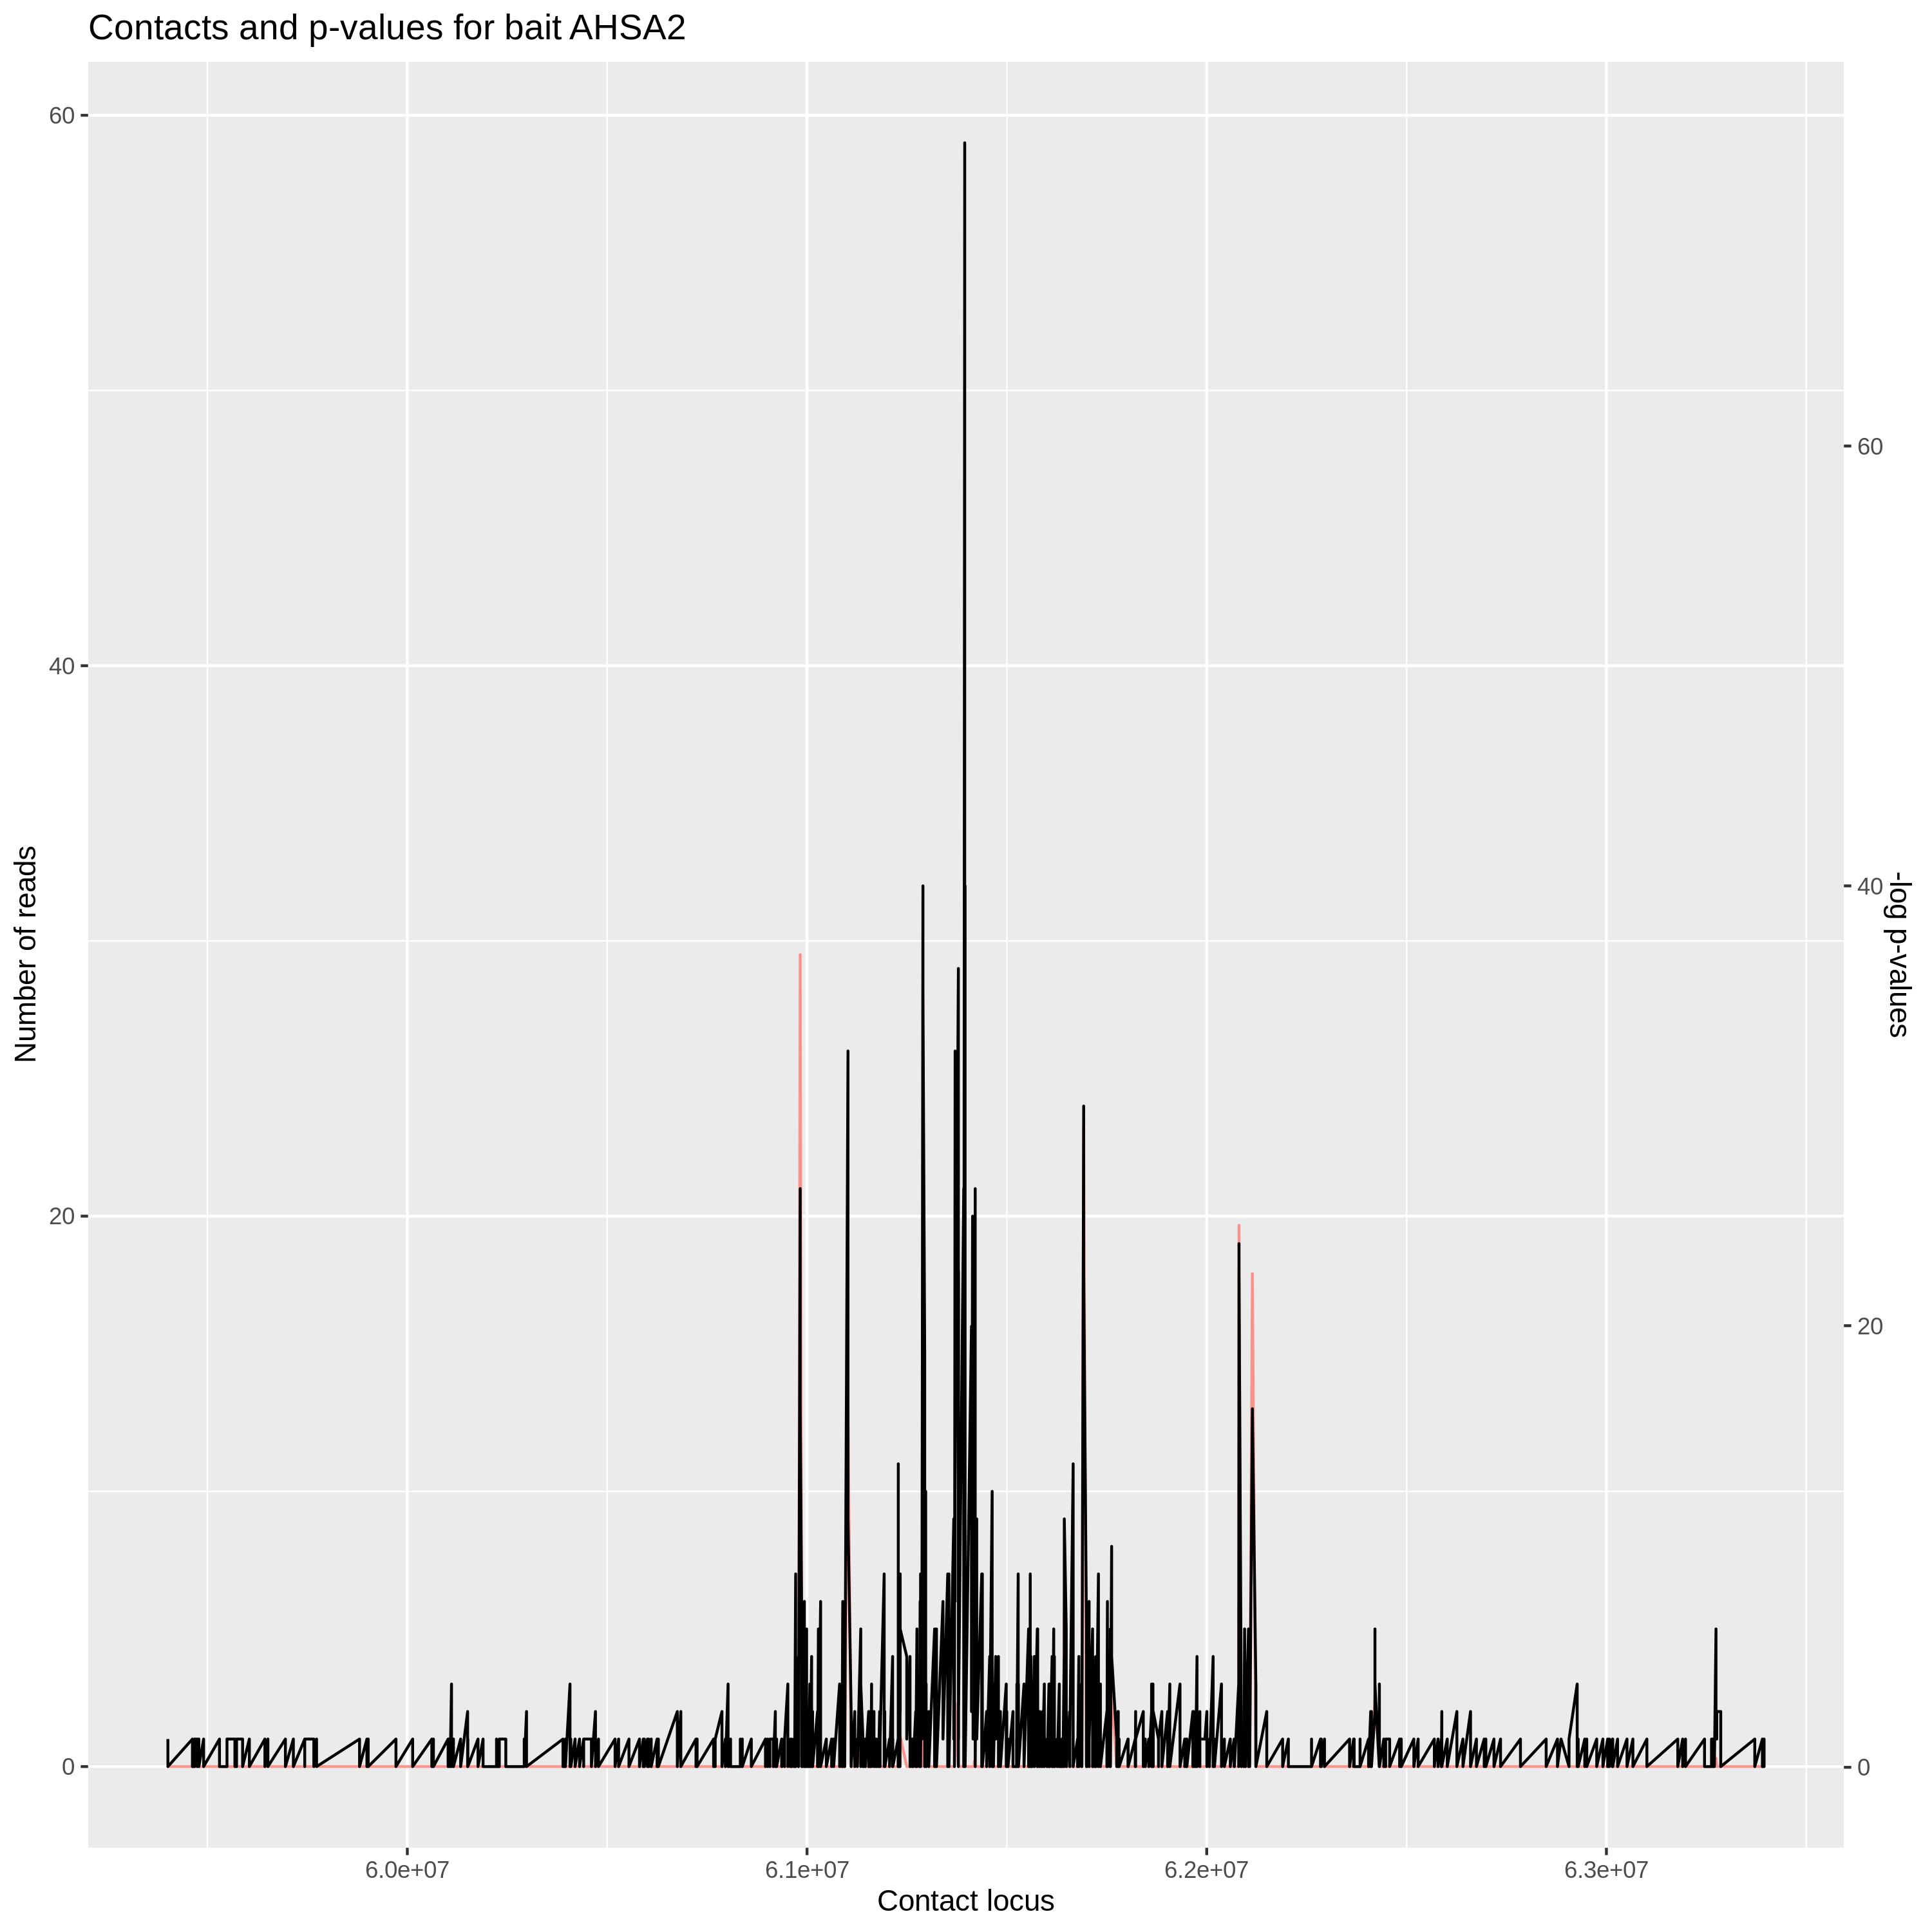 Contacts and p-values for bait AHSA2
60
40
20
0
Number of reads
60
40
20
0
-log p-values
6.0e+07
6.1e+07
6.2e+07
6.3e+07
Contact locus